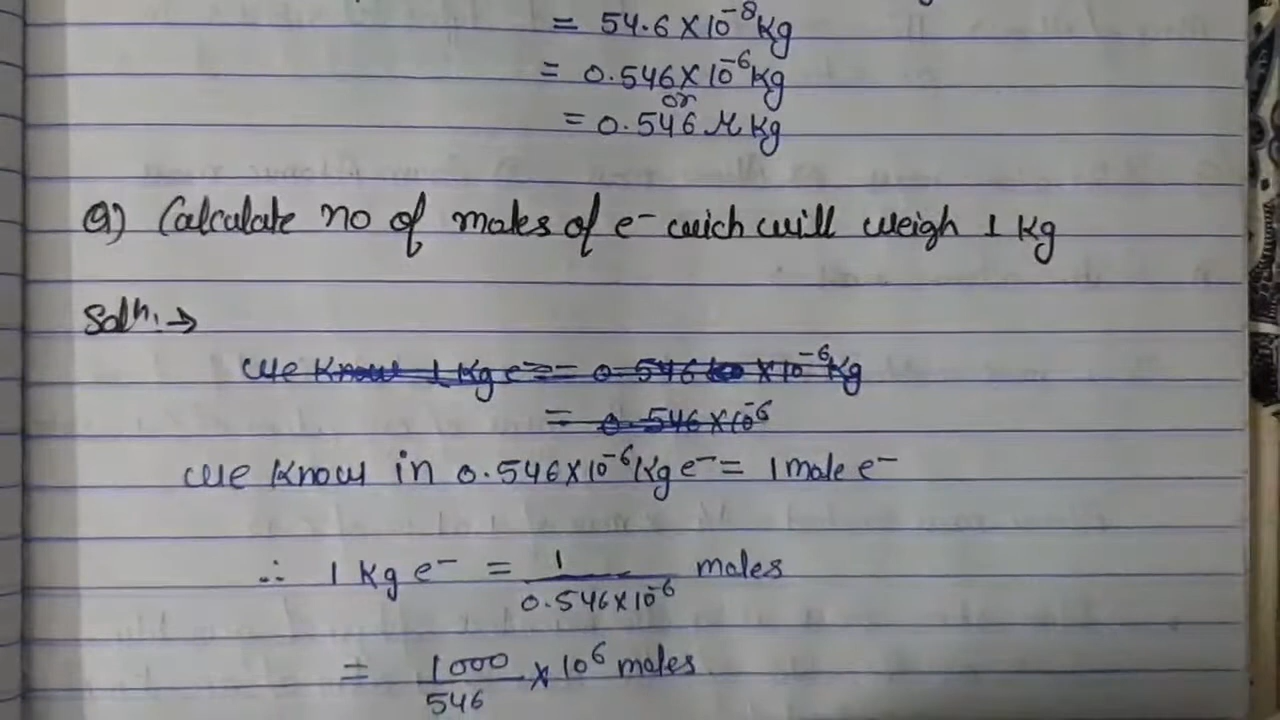 = 54.6 × 10⁻⁸ Kg
= 0.546 × 10⁻⁶ Kg
or
= 0.546 μ Kg
Q) Calculate no of moles of e⁻ wich will weigh 1 Kg
Solⁿ. →
We Know 1 Kg e⁻ = 0.546 × 10⁻⁶ Kg
= 0.546 × 10⁻⁶
We Know in 0.546 × 10⁻⁶ Kg e⁻ = 1 mole e⁻
∴ 1 Kg e⁻ = 1 / 0.546 × 10⁻⁶ moles
= 1000 / 546 × 10⁶ moles